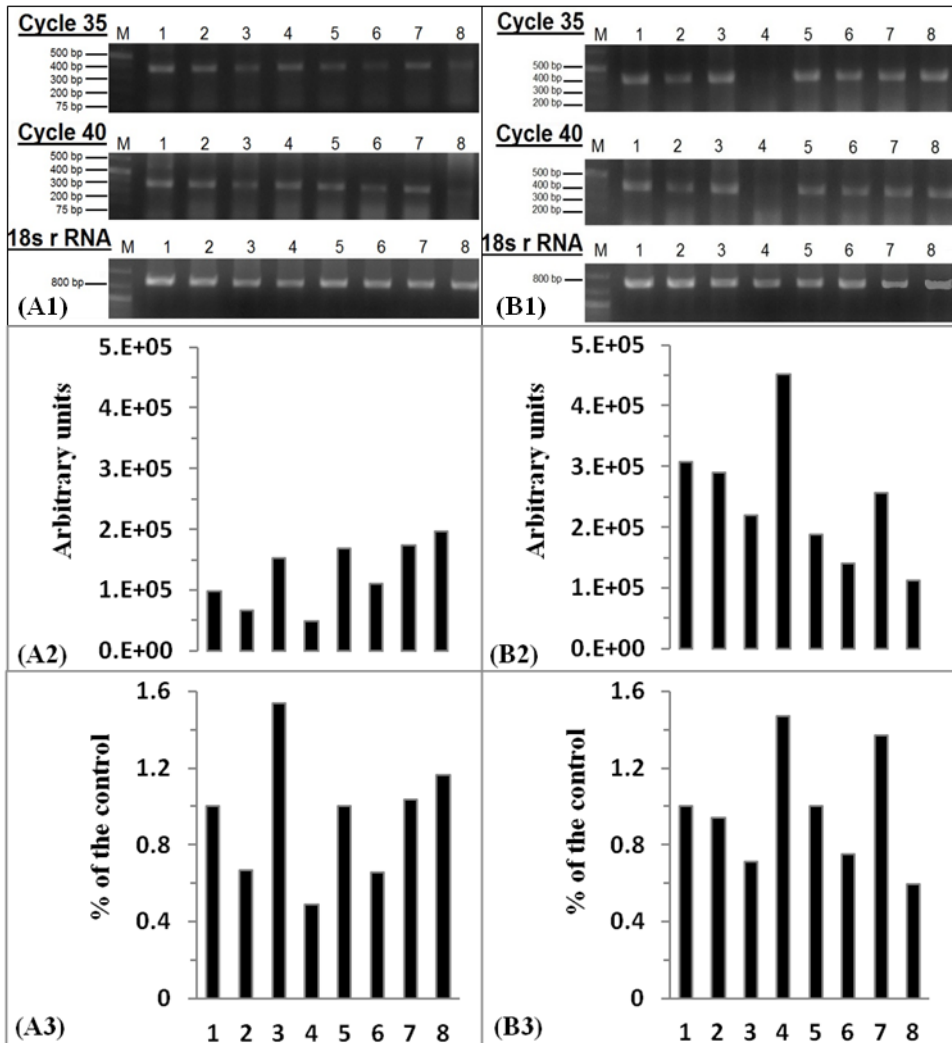 Cycle 35
M 1 2 3 4 5 6 7 8
500 bp
400 bp
300 bp
200 bp
75 bp
Cycle 40
M 1 2 3 4 5 6 7 8
500 bp
400 bp
300 bp
200 bp
75 bp
18s r RNA
M 1 2 3 4 5 6 7 8
800 bp
(A1)
Cycle 35
M 1 2 3 4 5 6 7 8
500 bp
400 bp
300 bp
200 bp
Cycle 40
M 1 2 3 4 5 6 7 8
500 bp
400 bp
300 bp
200 bp
18s r RNA
M 1 2 3 4 5 6 7 8
800 bp
(B1)
Arbitrary units
5.E+05
4.E+05
3.E+05
2.E+05
1.E+05
0.E+00
(A2)
Arbitrary units
5.E+05
4.E+05
3.E+05
2.E+05
1.E+05
0.E+00
(B2)
% of the control
1.6
1.2
0.8
0.4
0
1 2 3 4 5 6 7 8
(A3)
% of the control
1.6
1.2
0.8
0.4
0
1 2 3 4 5 6 7 8
(B3)